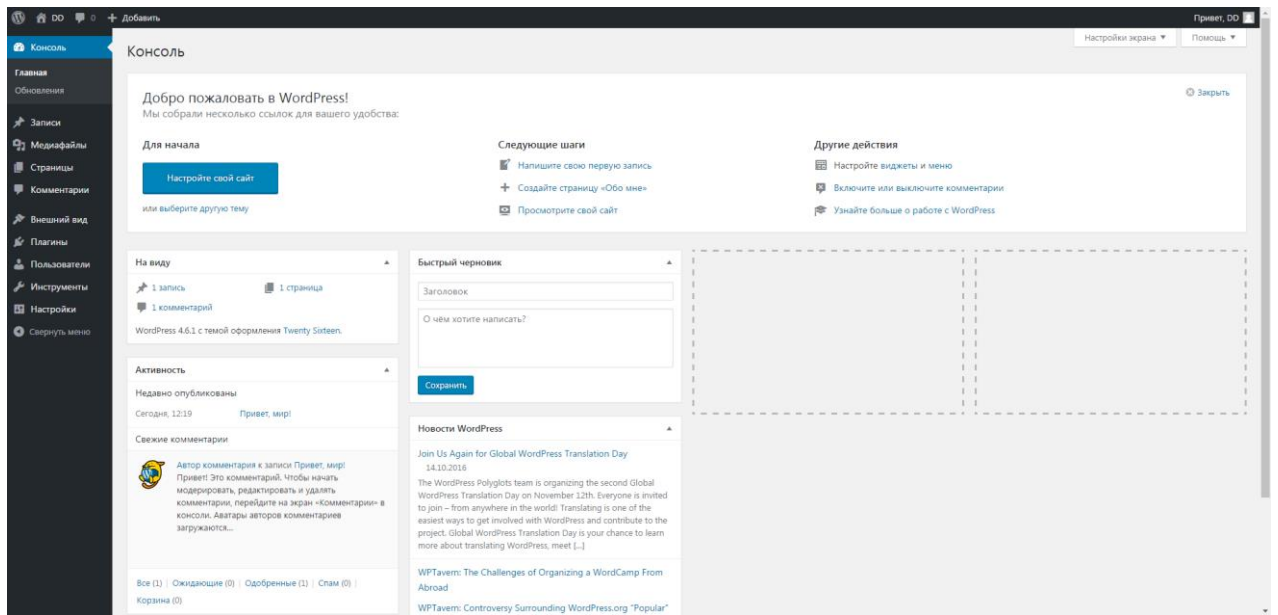 DD 0 + Добавить
Привет, DD
Консоль
Главная
Обновления
Записи
Медиафайлы
Страницы
Комментарии
Внешний вид
Плагины
Пользователи
Инструменты
Настройки
Свернуть меню
Настройки экрана ▼
Помощь ▼
Консоль
Добро пожаловать в WordPress!
Мы собрали несколько ссылок для вашего удобства:
Закрыть
Для начала
Настройте свой сайт
или выберите другую тему
Следующие шаги
Напишите свою первую запись
Создайте страницу «Обо мне»
Просмотрите свой сайт
Другие действия
Настройте виджеты и меню
Включите или выключите комментарии
Узнайте больше о работе с WordPress
На виду
1 запись
1 страница
1 комментарий
WordPress 4.6.1 с темой оформления Twenty Sixteen.
Активность
Недавно опубликованы
Сегодня, 12:19 Привет, мир!
Свежие комментарии
Автор комментария к записи Привет, мир!
Привет! Это комментарий. Чтобы начать
модерировать, редактировать и удалять
комментарии, перейдите на экран «Комментарии» в
консоли. Аватары авторов комментариев
загружаются...
Все (1) | Ожидающие (0) | Одобренные (1) | Спам (0) |
Корзина (0)
Быстрый черновик
Заголовок
О чём хотите написать?
Сохранить
Новости WordPress
Join Us Again for Global WordPress Translation Day
14.10.2016
The WordPress Polyglots team is organizing the second Global
WordPress Translation Day on November 12th. Everyone is invited
to join – from anywhere in the world! Translating is one of the
easiest ways to get involved with WordPress and contribute to the
project. Global WordPress Translation Day is your chance to learn
more about translating WordPress, meet [...]
WPTavern: The Challenges of Organizing a WordCamp From
Abroad
WPTavern: Controversy Surrounding WordPress.org "Popular"